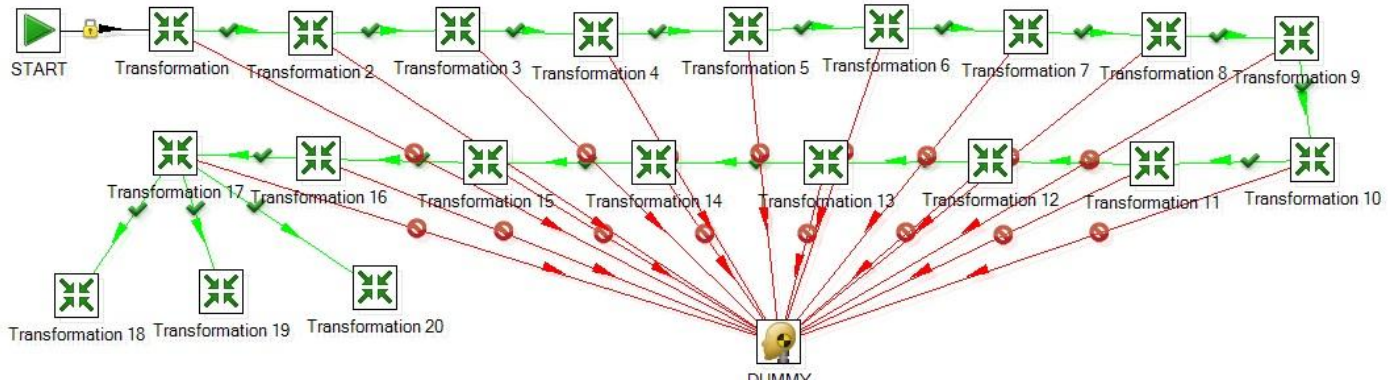 START
Transformation
Transformation 2
Transformation 3
Transformation 4
Transformation 5
Transformation 6
Transformation 7
Transformation 8
Transformation 9
Transformation 17
Transformation 16
Transformation 15
Transformation 14
Transformation 13
Transformation 12
Transformation 11
Transformation 10
Transformation 18
Transformation 19
Transformation 20
DUMMY